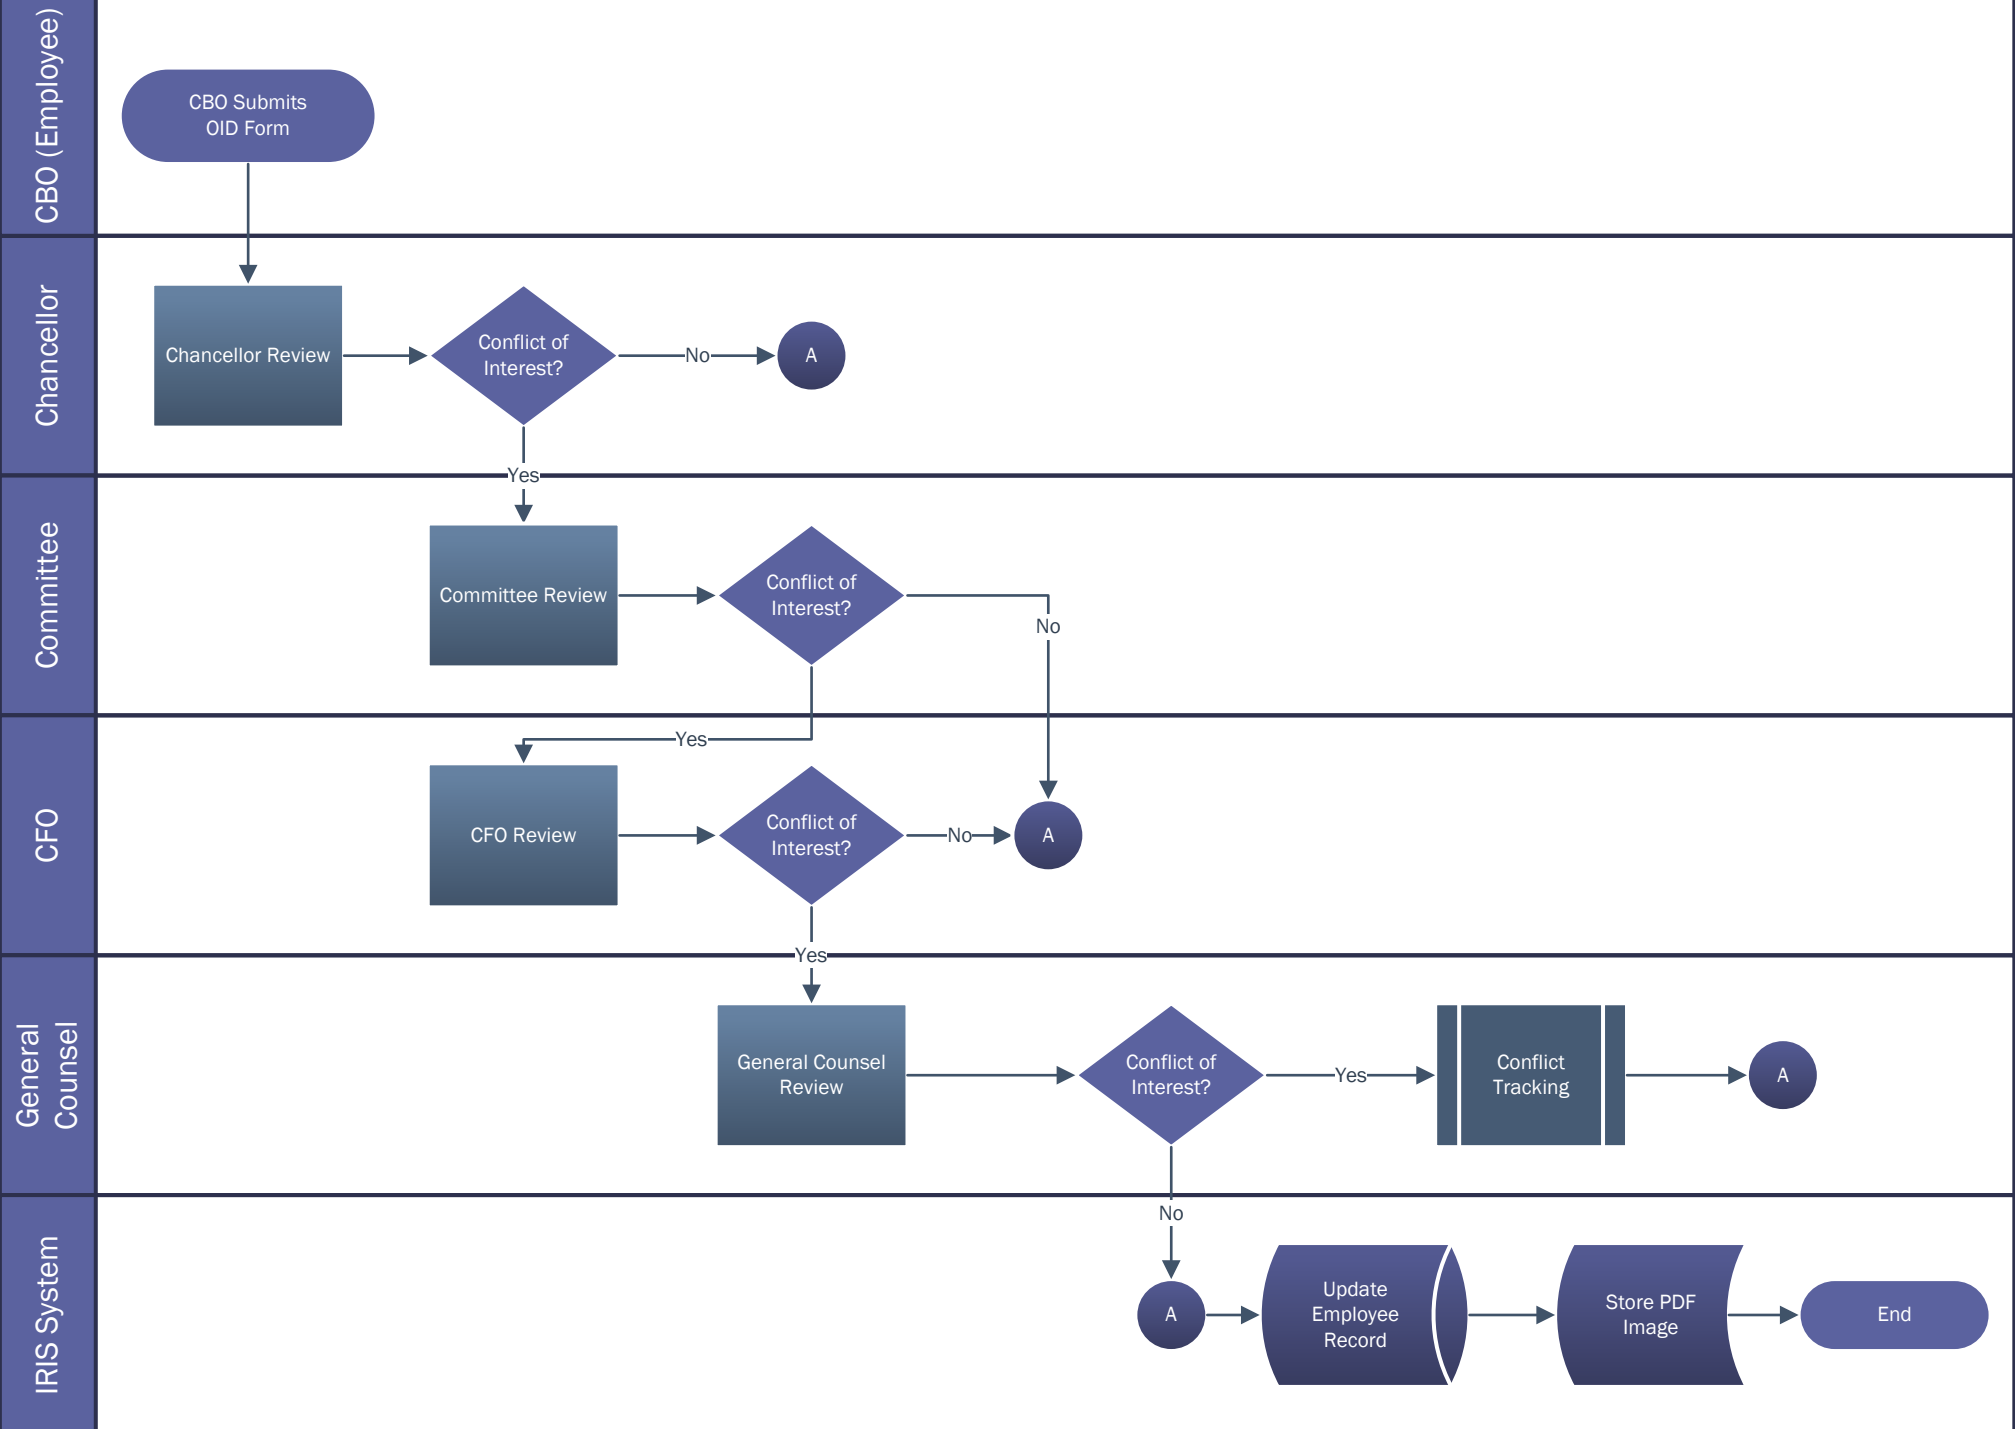 CBO (Employee)
CBO Submits
OID Form
Chancellor
Chancellor Review
Conflict of
Interest?
No
A
Yes
Committee
Committee Review
Conflict of
Interest?
No
Yes
CFO
CFO Review
Conflict of
Interest?
No
A
Yes
General
Counsel
General Counsel
Review
Conflict of
Interest?
Yes
Conflict
Tracking
A
No
IRIS System
A
Update
Employee
Record
Store PDF
Image
End